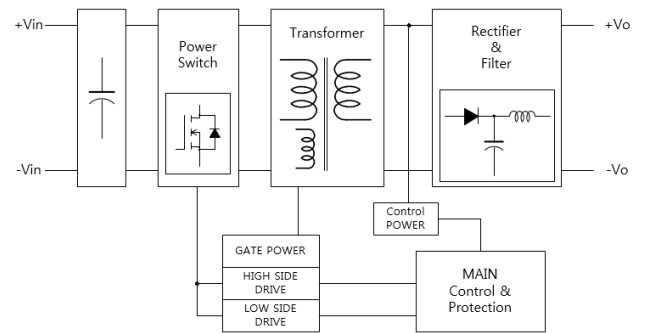 +Vin
-Vin
Power
Switch
Transformer
Rectifier
&
Filter
+Vo
-Vo
Control
POWER
GATE POWER
HIGH SIDE
DRIVE
LOW SIDE
DRIVE
MAIN
Control &
Protection